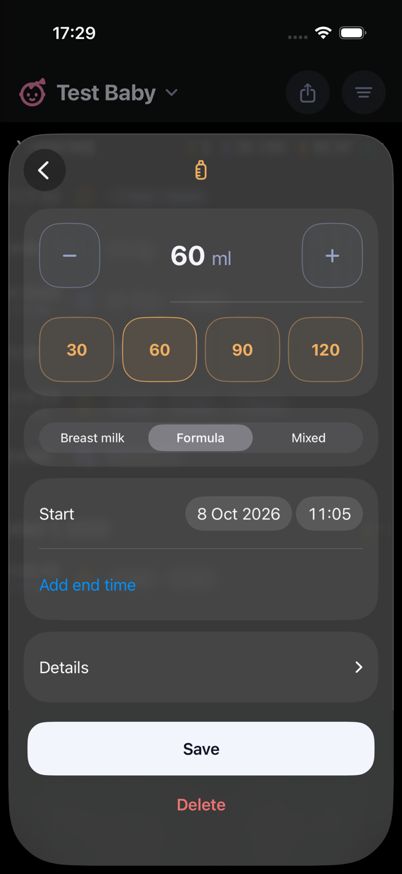 17:29
Test Baby
60 ml
30 60 90 120
Breast milk Formula Mixed
Start 8 Oct 2026 11:05
Add end time
Details
Save
Delete